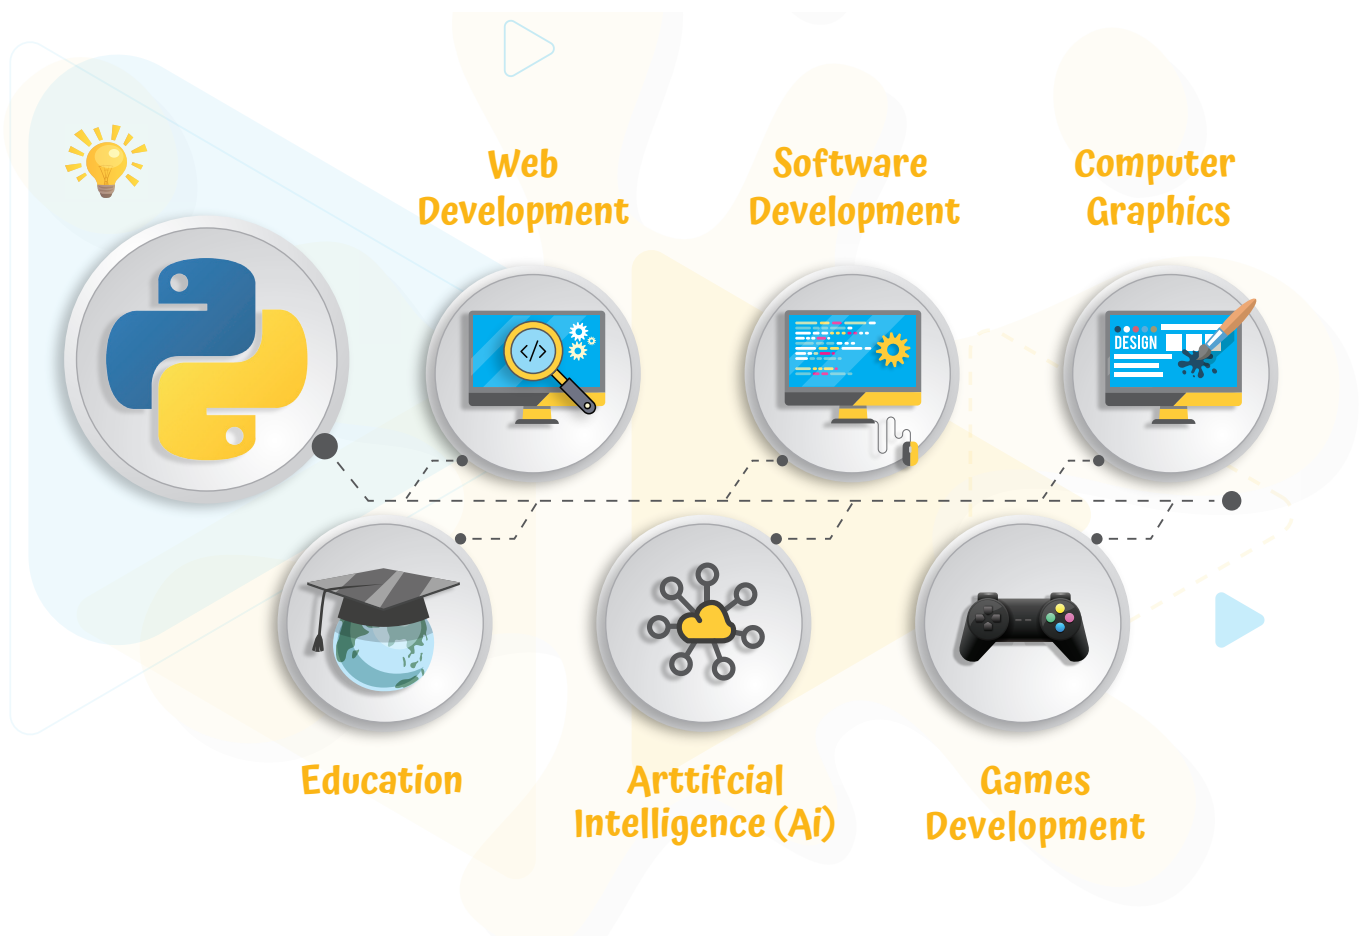 Web
Development
Software
Development
Computer
Graphics
</>
DESIGN
Education
Arttifcial
Intelligence (Ai)
Games
Development